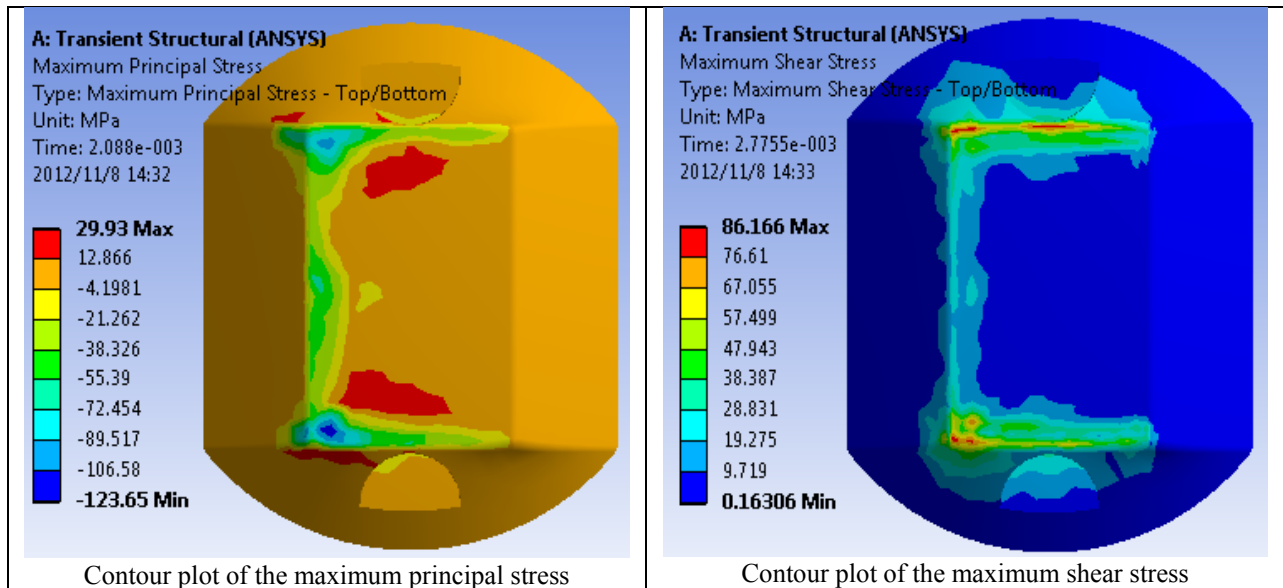 A: Transient Structural (ANSYS)
Maximum Principal Stress
Type: Maximum Principal Stress - Top/Bottom
Unit: MPa
Time: 2.088e-003
2012/11/8 14:32
29.93 Max
12.866
-4.1981
-21.262
-38.326
-55.39
-72.454
-89.517
-106.58
-123.65 Min
Contour plot of the maximum principal stress
A: Transient Structural (ANSYS)
Maximum Shear Stress
Type: Maximum Shear Stress - Top/Bottom
Unit: MPa
Time: 2.7755e-003
2012/11/8 14:33
86.166 Max
76.61
67.055
57.499
47.943
38.387
28.831
19.275
9.719
0.16306 Min
Contour plot of the maximum shear stress